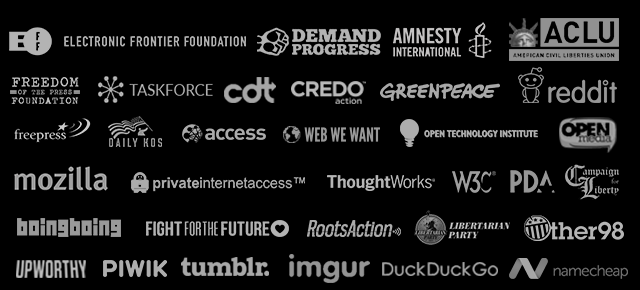 EFF ELECTRONIC FRONTIER FOUNDATION DEMAND PROGRESS AMNESTY INTERNATIONAL ACLU AMERICAN CIVIL LIBERTIES UNION
FREEDOM OF THE PRESS FOUNDATION TASKFORCE cdt CREDO action GREENPEACE reddit
freepress DAILY KOS access WEB WE WANT OPEN TECHNOLOGY INSTITUTE OPEN media
mozilla privateinternetaccess™ ThoughtWorks® W3C® PDA Campaign for Liberty
boingboing FIGHT FOR THE FUTURE RootsAction LIBERTARIAN PARTY Other98
UPWORTHY PIWIK tumblr. imgur DuckDuckGo namecheap